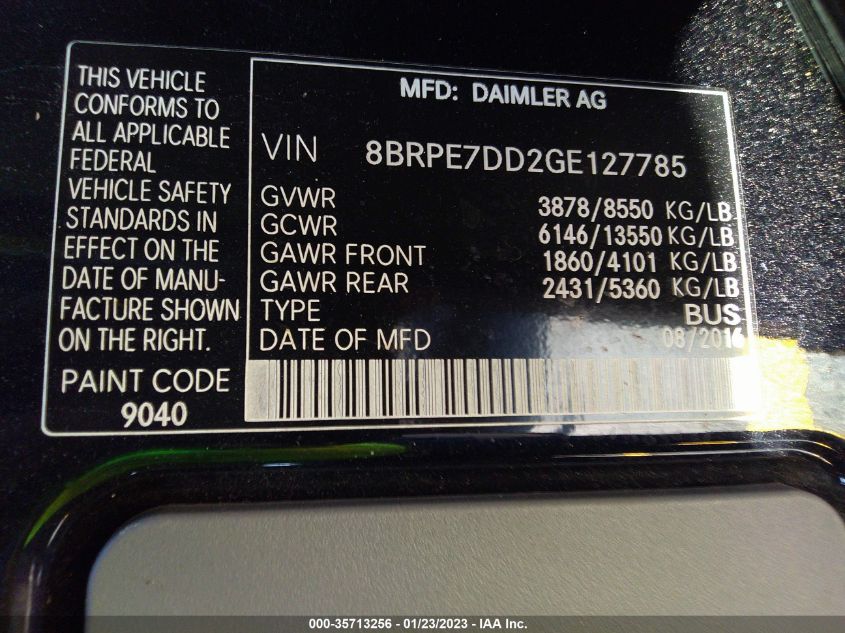 THIS VEHICLE
CONFORMS TO
ALL APPLICABLE
FEDERAL
VEHICLE SAFETY
STANDARDS IN
EFFECT ON THE
DATE OF MANU-
FACTURE SHOWN
ON THE RIGHT.
PAINT CODE
9040
MFD: DAIMLER AG
VIN 8BRPE7DD2GE127785
GVWR 3878/8550 KG/LB
GCWR 6146/13550 KG/LB
GAWR FRONT 1860/4101 KG/LB
GAWR REAR 2431/5360 KG/LB
TYPE BUS
DATE OF MFD 08/2016
000-35713256 - 01/23/2023 - IAA Inc.